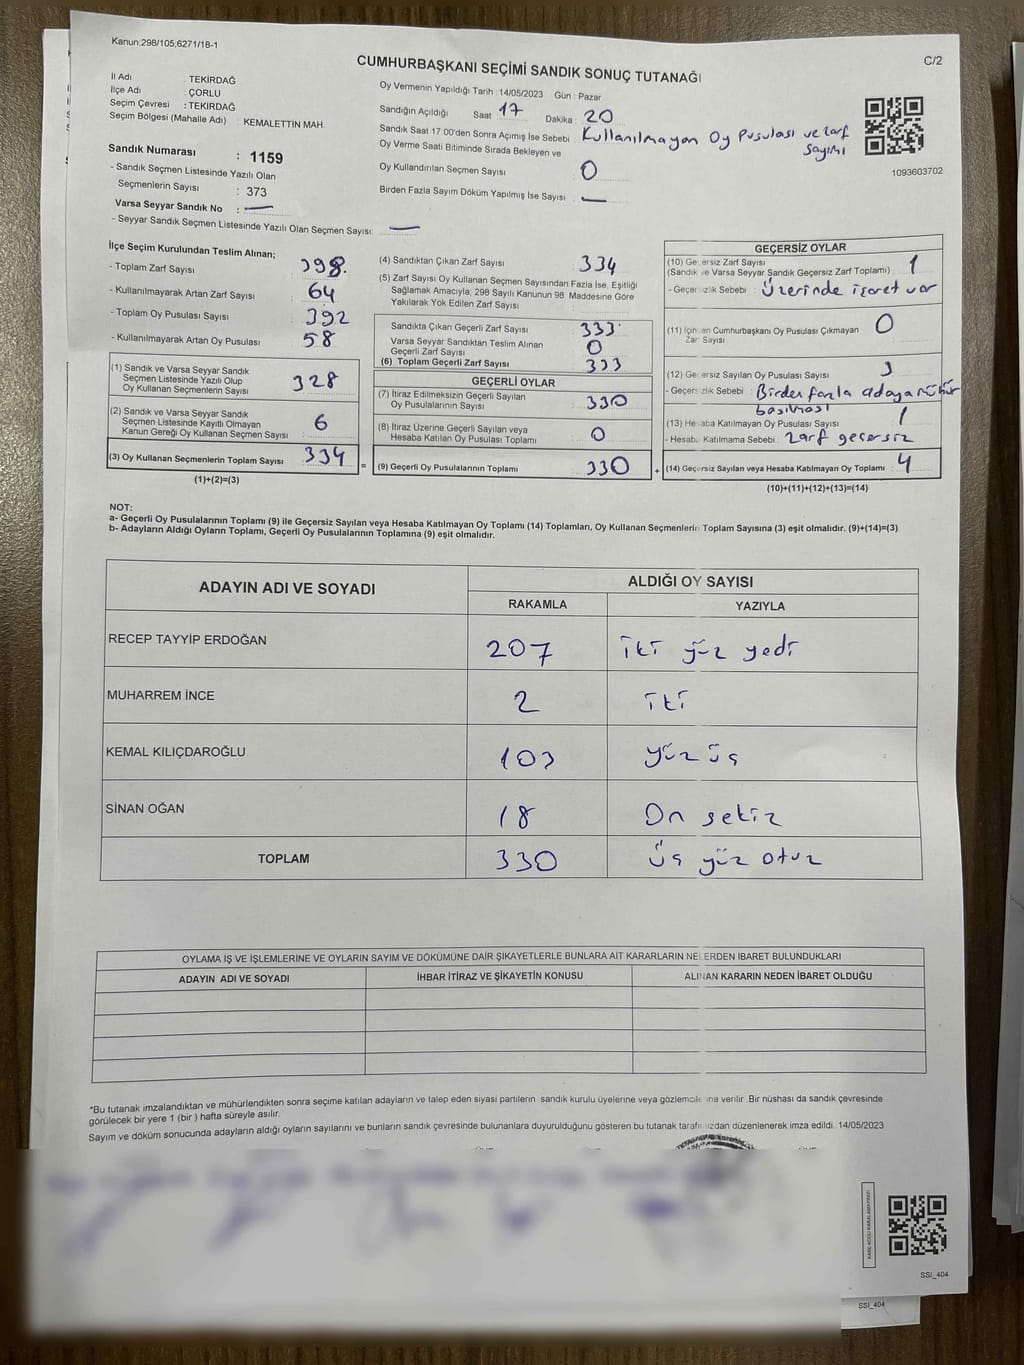 Kanun:298/105,6271/18-1
C/2
CUMHURBAŞKANI SEÇİMİ SANDIK SONUÇ TUTANAĞI
İl Adı : TEKİRDAĞ
İlçe Adı : ÇORLU
Seçim Çevresi : TEKİRDAĞ
Seçim Bölgesi (Mahalle Adı) : KEMALETTİN MAH.
Sandık Numarası : 1159
- Sandık Seçmen Listesinde Yazılı Olan
Seçmenlerin Sayısı : 373
Varsa Seyyar Sandık No : —
- Seyyar Sandık Seçmen Listesinde Yazılı Olan Seçmen Sayısı: —
Oy Vermenin Yapıldığı Tarih : 14/05/2023 Gün : Pazar
Sandığın Açıldığı Saat : 17 Dakika : 20
Sandık Saat 17:00'den Sonra Açımış İse Sebebi : Kullanılmayan Oy Pusulası ve zarf
sayımı
Oy Verme Saati Bitiminde Sırada Bekleyen ve
Oy Kullandırılan Seçmen Sayısı : 0
Birden Fazla Sayım Döküm Yapılmış İse Sayısı : —
1093603702
İlçe Seçim Kurulundan Teslim Alınan;
- Toplam Zarf Sayısı : 398
- Kullanılmayarak Artan Zarf Sayısı : 64
- Toplam Oy Pusulası Sayısı : 392
- Kullanılmayarak Artan Oy Pusulası : 58
(1) Sandık ve Varsa Seyyar Sandık
Seçmen Listesinde Yazılı Olup
Oy Kullanan Seçmenlerin Sayısı : 328
(2) Sandık ve Varsa Seyyar Sandık
Seçmen Listesinde Kayıtlı Olmayan
Kanun Gereği Oy Kullanan Seçmen Sayısı : 6
(3) Oy Kullanan Seçmenlerin Toplam Sayısı : 334
(1)+(2)=(3)
(4) Sandıktan Çıkan Zarf Sayısı : 334
(5) Zarf Sayısı Oy Kullanan Seçmen Sayısından Fazla İse, Eşitliği
Sağlamak Amacıyla; 298 Sayılı Kanunun 98. Maddesine Göre
Yakılarak Yok Edilen Zarf Sayısı :
Sandıkta Çıkan Geçerli Zarf Sayısı : 333
Varsa Seyyar Sandıktan Teslim Alınan
Geçerli Zarf Sayısı : 0
(6) Toplam Geçerli Zarf Sayısı : 333
GEÇERLİ OYLAR
(7) İtiraz Edilmeksizin Geçerli Sayılan
Oy Pusulalarının Sayısı : 330
(8) İtiraz Üzerine Geçerli Sayılan veya
Hesaba Katılan Oy Pusulası Toplamı : 0
= (9) Geçerli Oy Pusulalarının Toplamı : 330 +
GEÇERSİZ OYLAR
(10) Geçersiz Zarf Sayısı
(Sandık ve Varsa Seyyar Sandık Geçersiz Zarf Toplamı) : 1
- Geçersizlik Sebebi : Üzerinde işaret var
(11) İçinden Cumhurbaşkanı Oy Pusulası Çıkmayan
Zarf Sayısı : 0
(12) Geçersiz Sayılan Oy Pusulası Sayısı : 3
- Geçersizlik Sebebi : Birden fazla adaya mühür
basılması
(13) Hesaba Katılmayan Oy Pusulası Sayısı : 1
- Hesaba Katılmama Sebebi : zarf geçersiz
(14) Geçersiz Sayılan veya Hesaba Katılmayan Oy Toplamı : 4
(10)+(11)+(12)+(13)=(14)
NOT:
a- Geçerli Oy Pusulalarının Toplamı (9) ile Geçersiz Sayılan veya Hesaba Katılmayan Oy Toplamı (14) Toplamları, Oy Kullanan Seçmenlerin Toplam Sayısına (3) eşit olmalıdır. (9)+(14)=(3)
b- Adayların Aldığı Oyların Toplamı, Geçerli Oy Pusulalarının Toplamına (9) eşit olmalıdır.
ADAYIN ADI VE SOYADI
ALDIĞI OY SAYISI
RAKAMLA YAZIYLA
RECEP TAYYİP ERDOĞAN 207 iki yüz yedi
MUHARREM İNCE 2 iki
KEMAL KILIÇDAROĞLU 103 yüz üç
SİNAN OĞAN 18 On sekiz
TOPLAM 330 Üç yüz otuz
OYLAMA İŞ VE İŞLEMLERİNE VE OYLARIN SAYIM VE DÖKÜMÜNE DAİR ŞİKAYETLERLE BUNLARA AİT KARARLARIN NELERDEN İBARET BULUNDUKLARI
ADAYIN ADI VE SOYADI İHBAR İTİRAZ VE ŞİKAYETİN KONUSU ALINAN KARARIN NEDEN İBARET OLDUĞU
*Bu tutanak imzalandıktan ve mühürlendikten sonra seçime katılan adayların ve talep eden siyasi partilerin sandık kurulu üyelerine veya gözlemcilerine verilir .Bir nüshası da sandık çevresinde
görülecek bir yere 1 (bir ) hafta süreyle asılır.
Sayım ve döküm sonucunda adayların aldığı oyların sayılarını ve bunların sandık çevresinde bulunanlara duyurulduğunu gösteren bu tutanak tarafımızdan düzenlenerek imza edildi. 14/05/2023
SSI_404
SSI_404